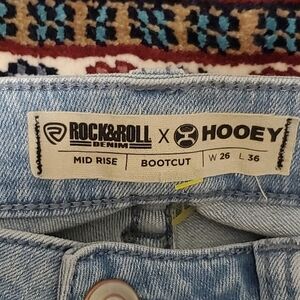 ROCK&ROLL X HOOEY
DENIM
MID RISE BOOTCUT W 26 L 36